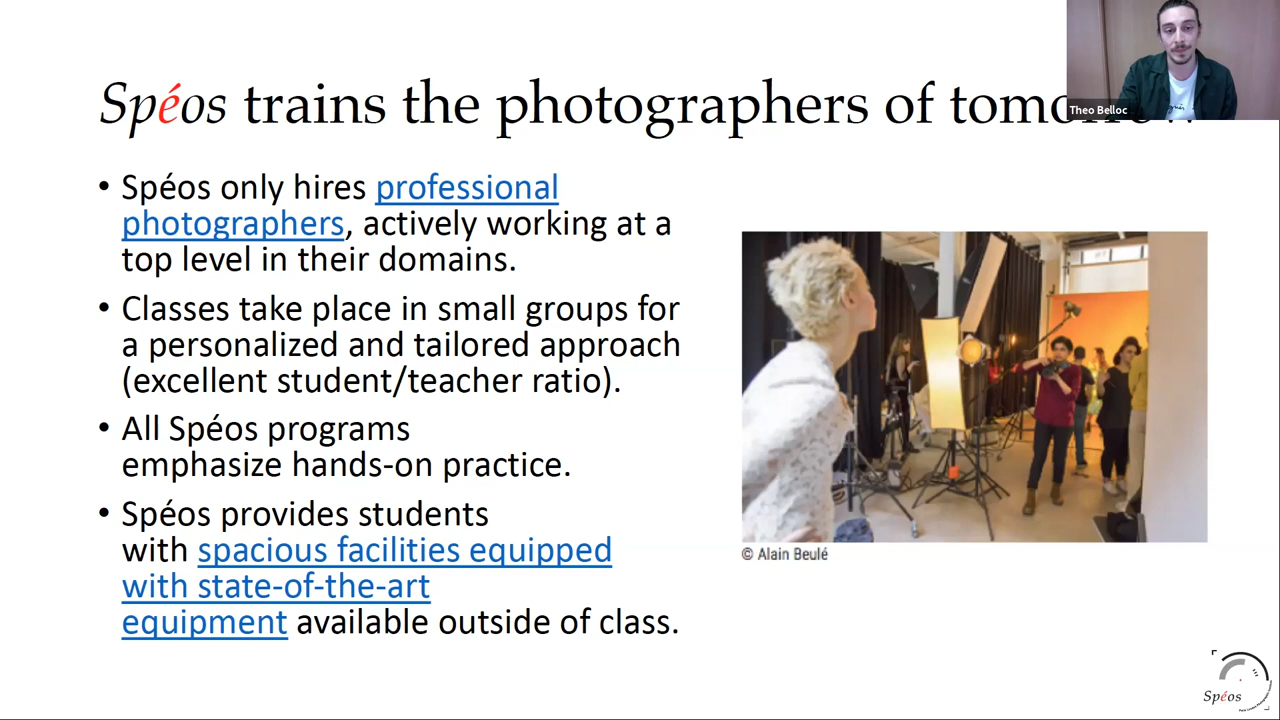 Spéos trains the photographers of
Theo Belloc
• Spéos only hires professional
photographers, actively working at a
top level in their domains.
• Classes take place in small groups for
a personalized and tailored approach
(excellent student/teacher ratio).
• All Spéos programs
emphasize hands-on practice.
• Spéos provides students
with spacious facilities equipped
with state-of-the-art
equipment available outside of class.
© Alain Beulé
Spéos